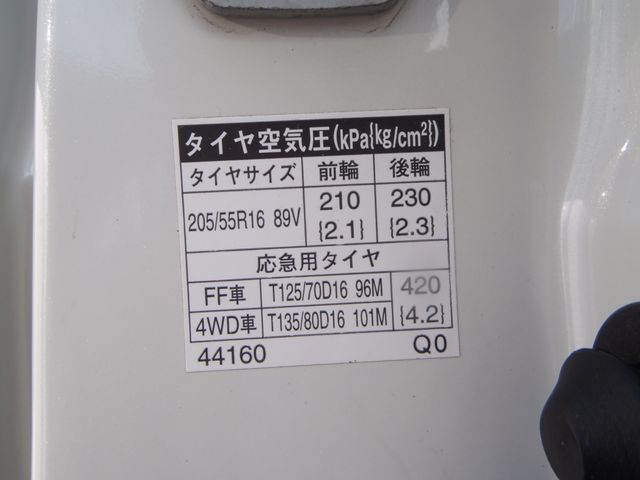 タイヤ空気圧(kPa{kg/cm²})
タイヤサイズ 前輪 後輪
205/55R16 89V 210 {2.1} 230 {2.3}
応急用タイヤ
FF車 T125/70D16 96M 420
4WD車 T135/80D16 101M {4.2}
44160 Q0